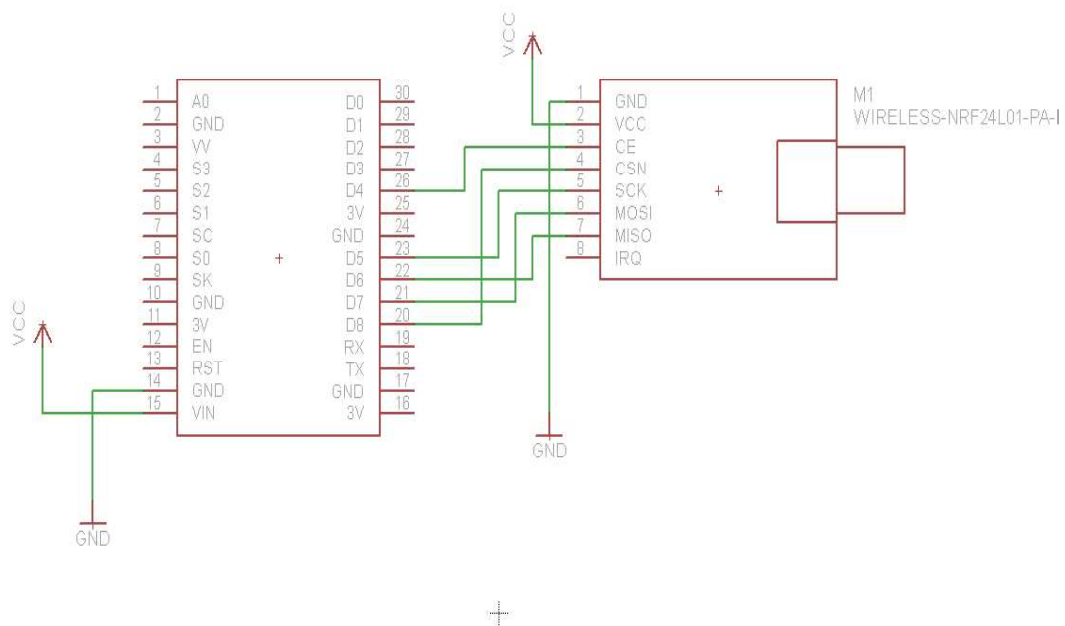 VCC
1 A0 D0 30
2 GND D1 29
3 VV D2 28
4 S3 D3 27
5 S2 D4 26
6 S1 3V 25
7 SC GND 24
8 S0 D5 23
9 SK D6 22
10 GND D7 21
11 3V D8 20
12 EN RX 19
13 RST TX 18
14 GND GND 17
15 VIN 3V 16
VCC
GND
1 GND
2 VCC
3 CE
4 CSN
5 SCK
6 MOSI
7 MISO
8 IRQ
M1
WIRELESS-NRF24L01-PA-
GND